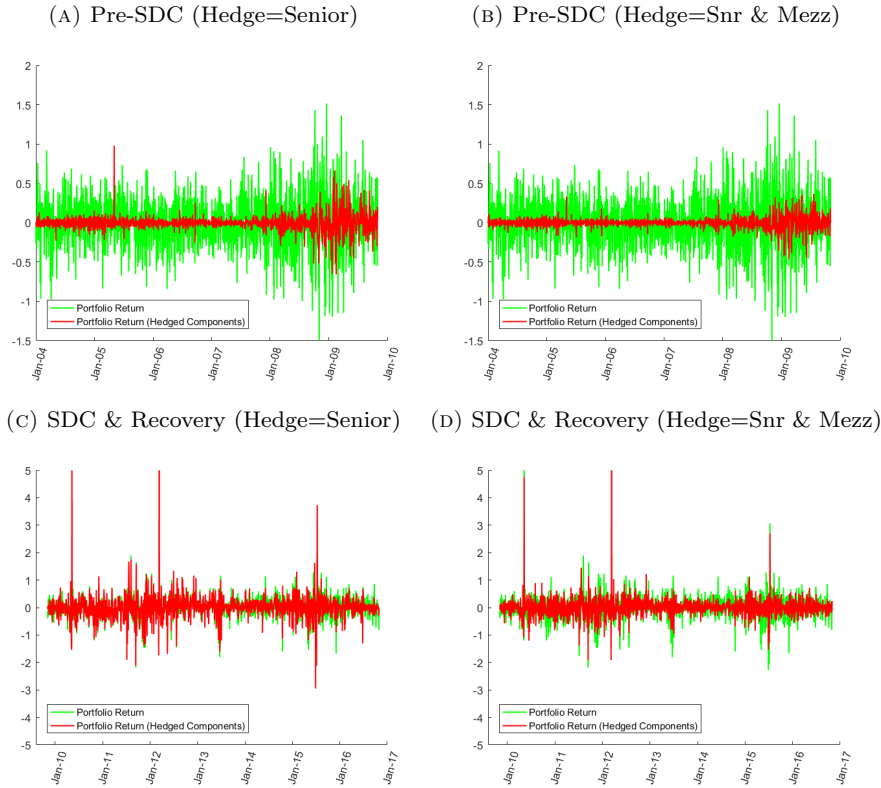 (A) Pre-SDC (Hedge=Senior)
2
1.5
1
0.5
0
-0.5
-1
-1.5
Portfolio Return
Portfolio Return (Hedged Components)
Jan-04
Jan-05
Jan-06
Jan-07
Jan-08
Jan-09
Jan-10
(B) Pre-SDC (Hedge=Snr & Mezz)
2
1.5
1
0.5
0
-0.5
-1
-1.5
Portfolio Return
Portfolio Return (Hedged Components)
Jan-04
Jan-05
Jan-06
Jan-07
Jan-08
Jan-09
Jan-10
(C) SDC & Recovery (Hedge=Senior)
5
4
3
2
1
0
-1
-2
-3
-4
-5
Portfolio Return
Portfolio Return (Hedged Components)
Jan-10
Jan-11
Jan-12
Jan-13
Jan-14
Jan-15
Jan-16
Jan-17
(D) SDC & Recovery (Hedge=Snr & Mezz)
5
4
3
2
1
0
-1
-2
-3
-4
-5
Portfolio Return
Portfolio Return (Hedged Components)
Jan-10
Jan-11
Jan-12
Jan-13
Jan-14
Jan-15
Jan-16
Jan-17